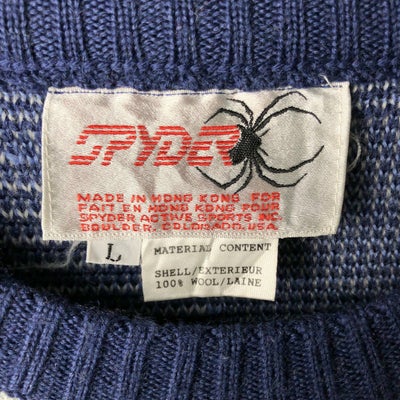 SPYDER
MADE IN HONG KONG FOR
FAIT EN HONG KONG POUR
SPYDER ACTIVE SPORTS INC.
BOULDER, COLORADO, USA
L
MATERIAL CONTENT
SHELL/EXTERIEUR
100% WOOL/LAINE